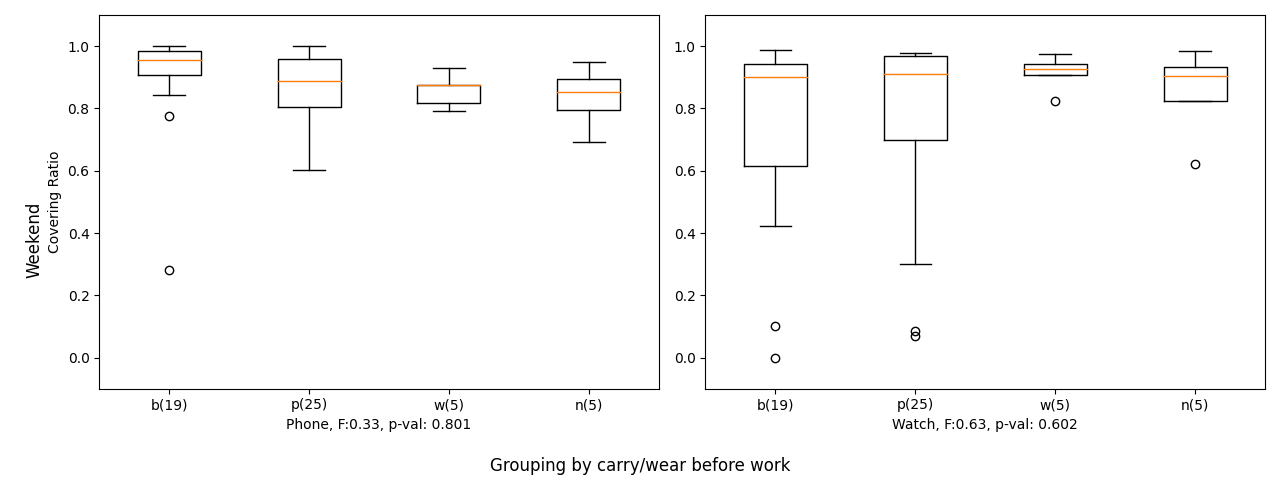 Weekend
Covering Ratio
1.0
0.8
0.6
0.4
0.2
0.0
b(19) p(25) w(5) n(5)
Phone, F:0.33, p-val: 0.801
1.0
0.8
0.6
0.4
0.2
0.0
b(19) p(25) w(5) n(5)
Watch, F:0.63, p-val: 0.602
Grouping by carry/wear before work